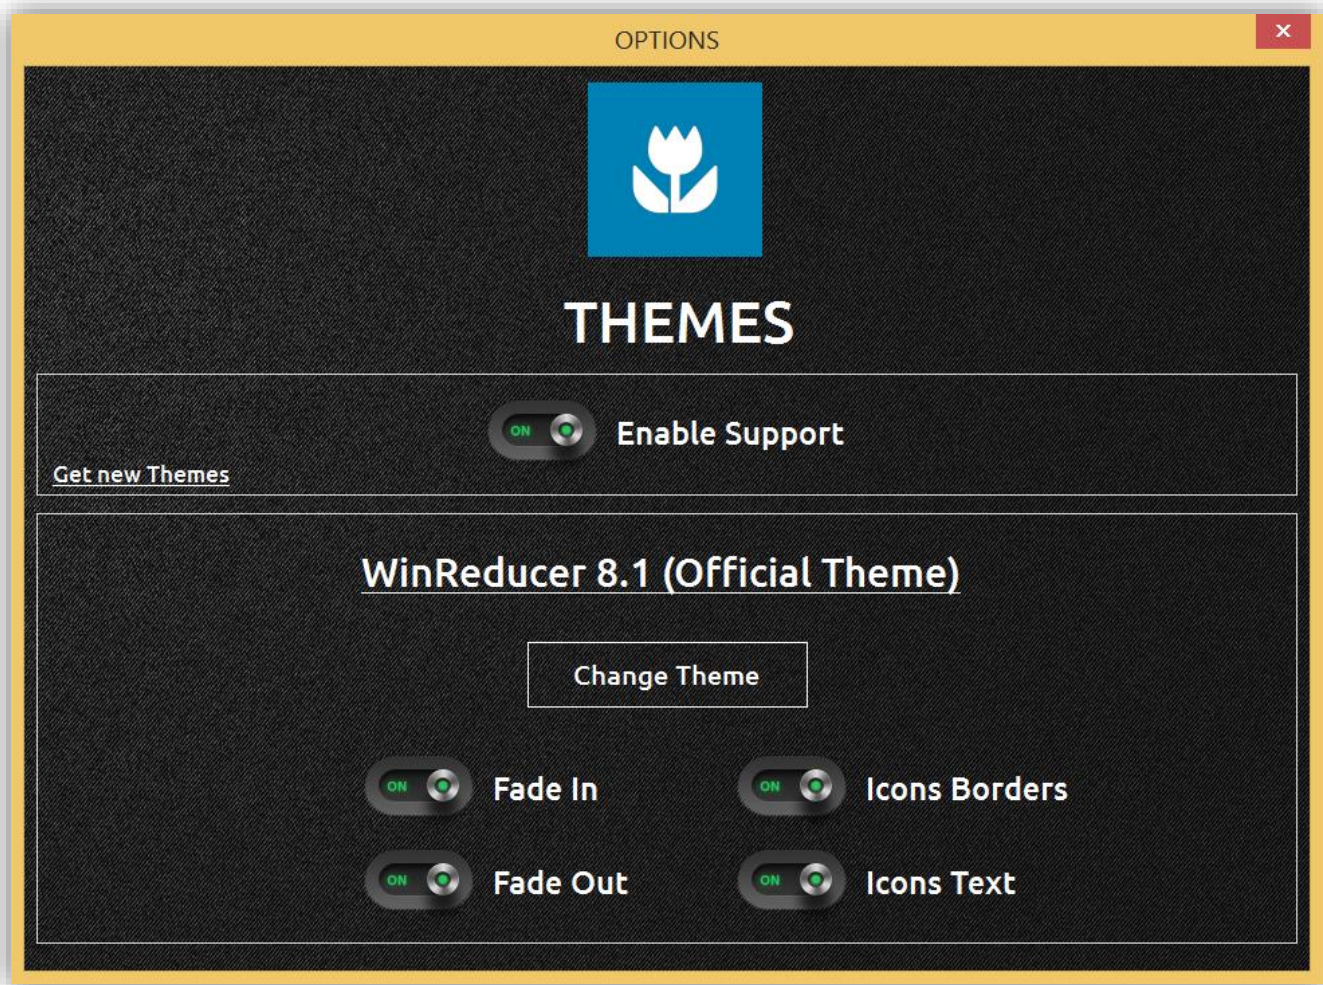 OPTIONS
THEMES
ON Enable Support
Get new Themes
WinReducer 8.1 (Official Theme)
Change Theme
ON Fade In ON Icons Borders
ON Fade Out ON Icons Text